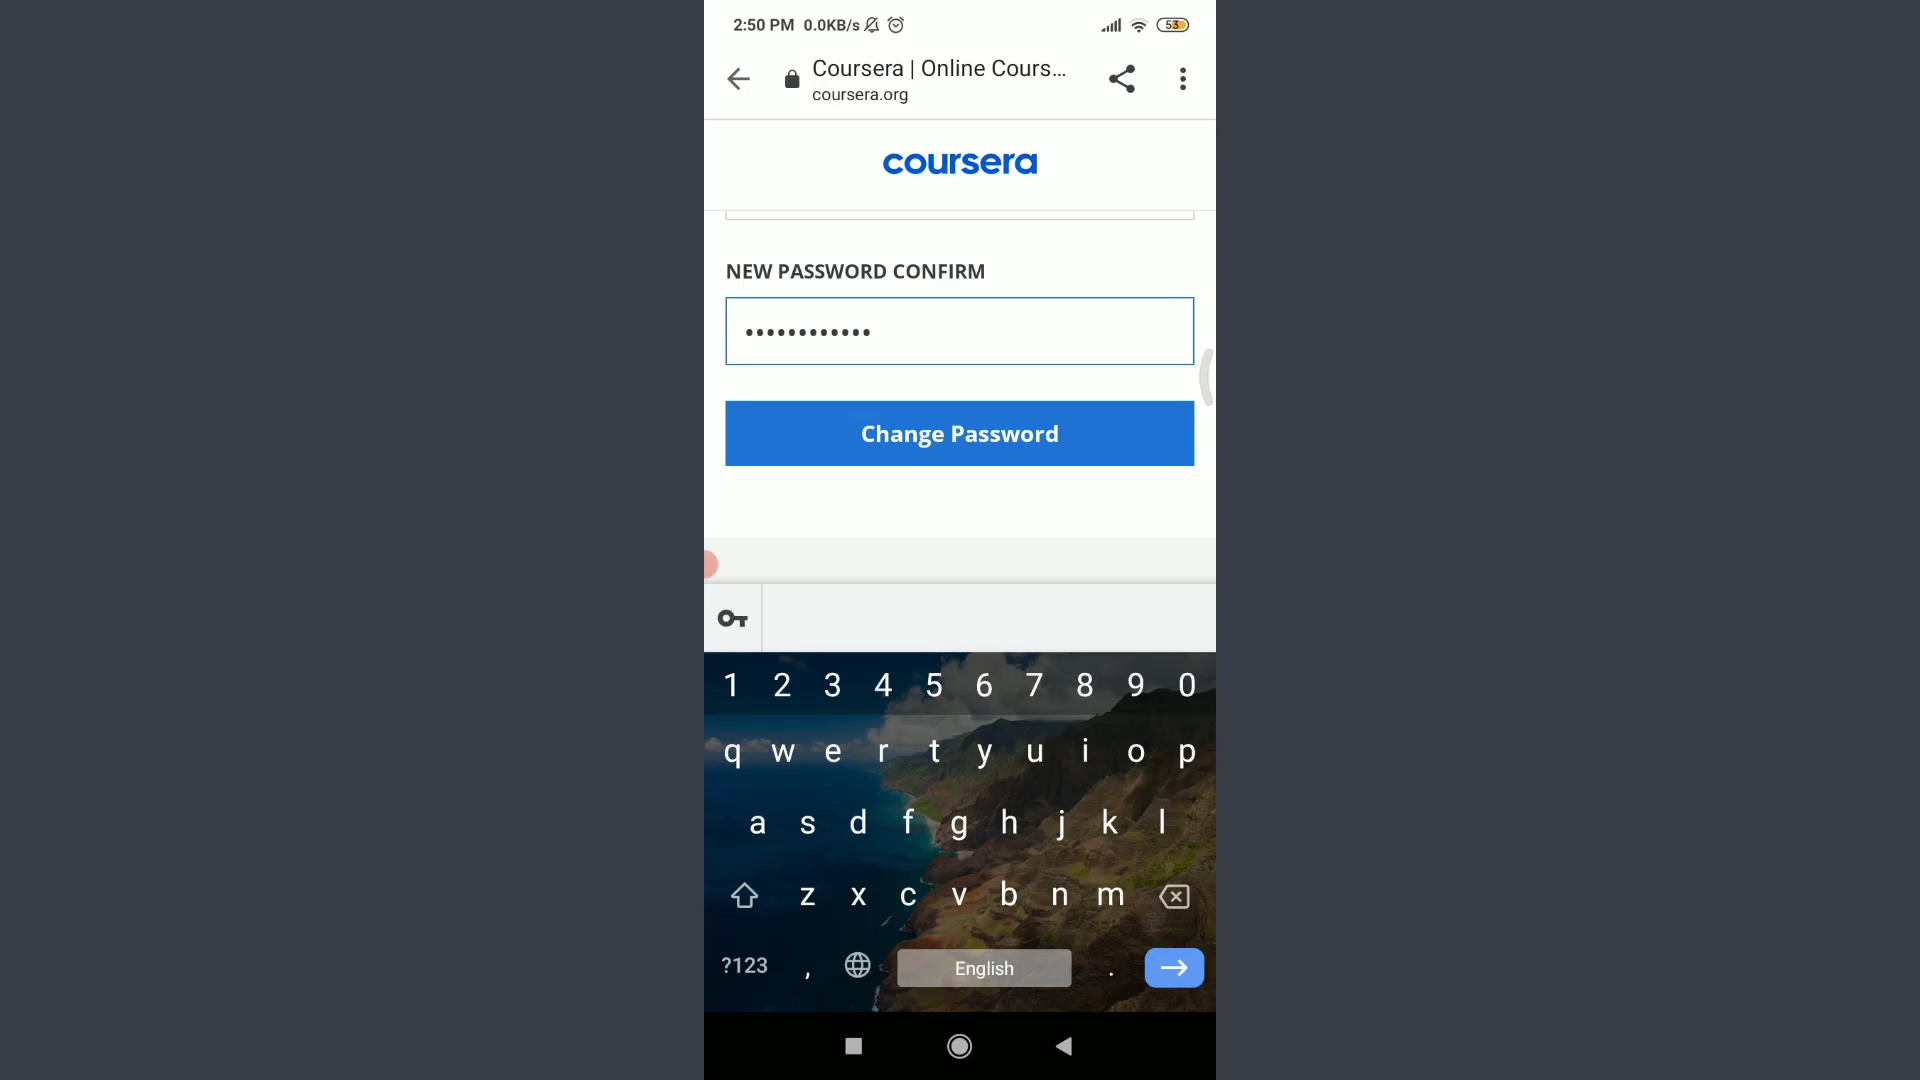 2:50 PM 0.0KB/s 53
Coursera | Online Cours...
coursera.org
coursera
NEW PASSWORD CONFIRM
••••••••••••
Change Password
1 2 3 4 5 6 7 8 9 0
q w e r t y u i o p
a s d f g h j k l
z x c v b n m
?123 , English .